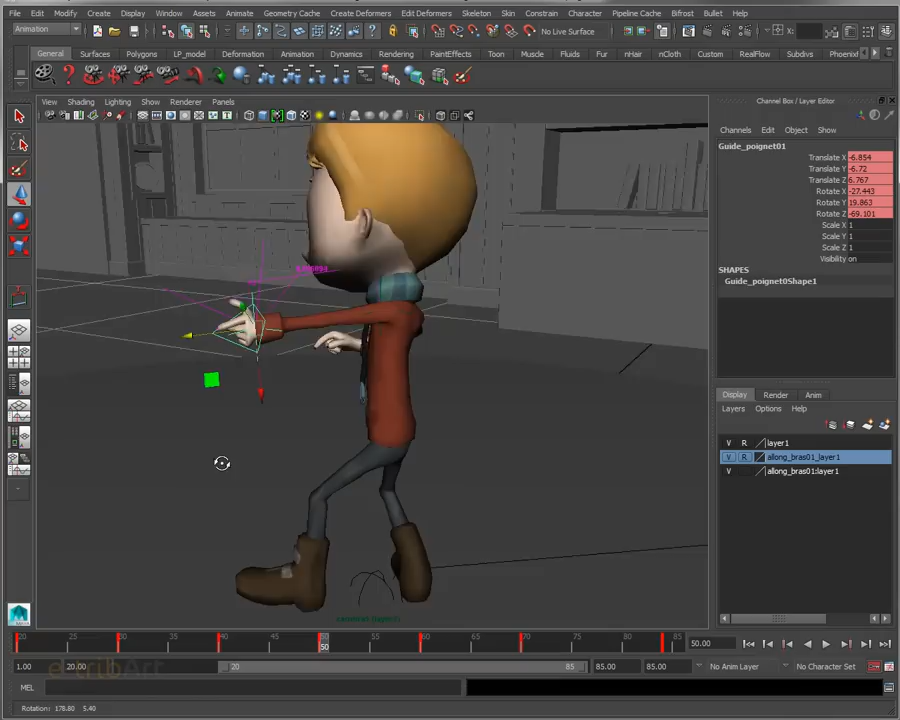 File Edit Modify Create Display Window Assets Animate Geometry Cache Create Deformers Edit Deformers Skeleton Skin Constrain Character Pipeline Cache Bifrost Muscle Bullet Help
Animation
No Live Surface
X:
General Surfaces Polygons LP_model Deformation Animation Dynamics Rendering PaintEffects Toon Muscle Fluids Fur nHair nCloth Custom RealFlow Subdivs Phoenixf
View Shading Lighting Show Renderer Panels
Channel Box / Layer Editor
Channels Edit Object Show
Guide_poignet01
Translate X -6.854
Translate Y -6.72
Translate Z 6.767
Rotate X -27.443
Rotate Y 19.863
Rotate Z -69.101
Scale X 1
Scale Y 1
Scale Z 1
Visibility on
SHAPES
Guide_poignet0Shape1
Display Render Anim
Layers Options Help
V R layer1
V R allong_bras01_layer1
V allong_bras01:layer1
20 25 30 35 40 45 50 55 60 65 70 75 80 85
50
50.00
1.00 20.00 20 85 85.00 85.00 No Anim Layer No Character Set
e-tribArt
MEL
Rotation: 178.80 5.40